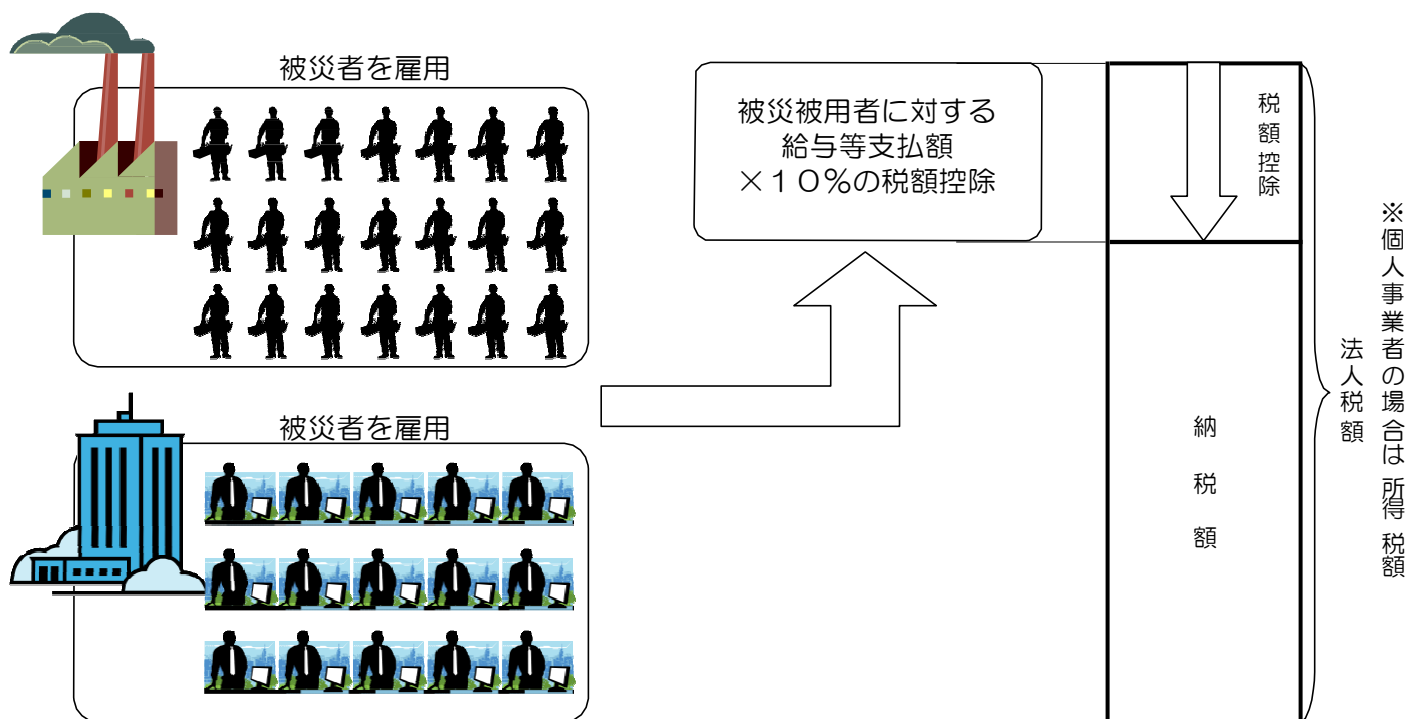 被災者を雇用
被災者を雇用
被災被用者に対する
給与等支払額
×１０％の税額控除
税額控除
納税額
法人税額
※個人事業者の場合は所得税額